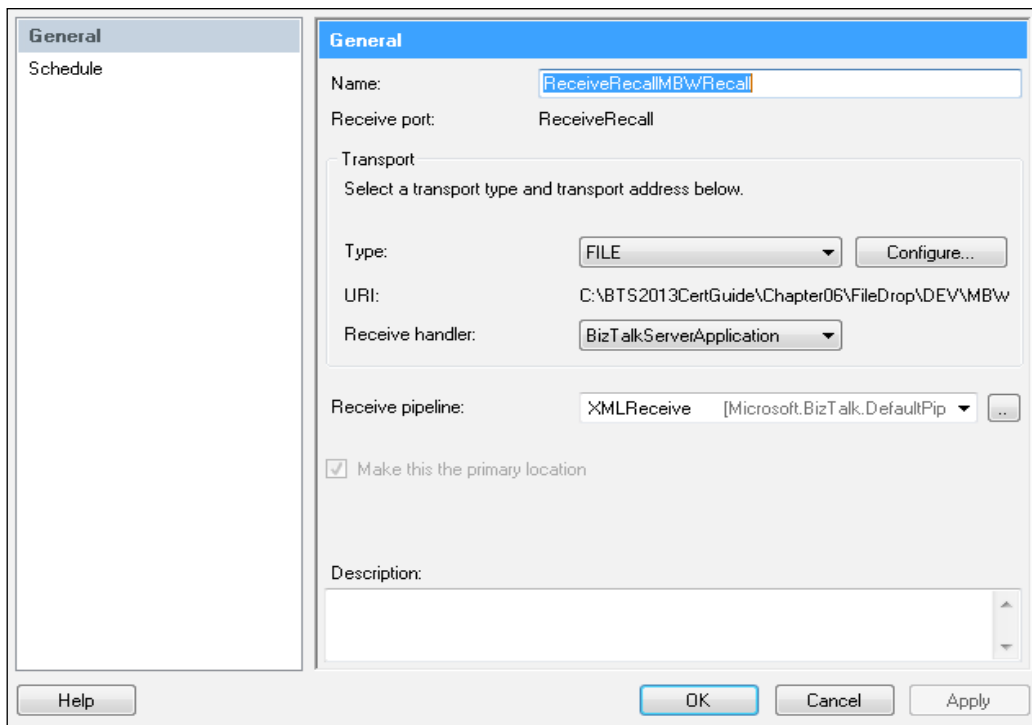 General
Schedule
General
Name: ReceiveRecallMBWRecall
Receive port: ReceiveRecall
Transport
Select a transport type and transport address below.
Type: FILE Configure...
URI: C:\BTS2013CertGuide\Chapter06\FileDrop\DEV\MBW
Receive handler: BizTalkServerApplication
Receive pipeline: XMLReceive [Microsoft.BizTalk.DefaultPip ..
Make this the primary location
Description:
Help OK Cancel Apply